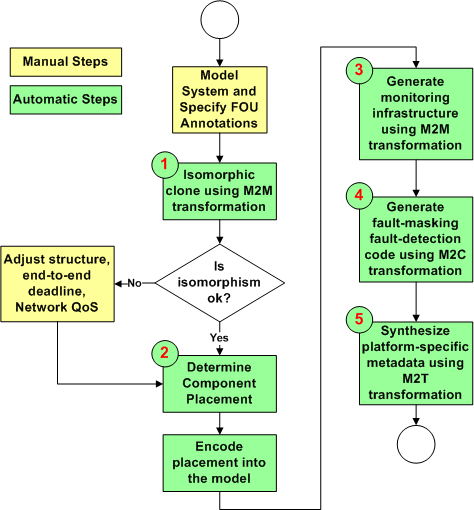 Manual Steps
Automatic Steps
Model
System and
Specify FOU
Annotations
1
Isomorphic
clone using M2M
transformation
Is
isomorphism
ok?
No
Adjust structure,
end-to-end
deadline,
Network QoS
Yes
2
Determine
Component
Placement
Encode
placement into
the model
3
Generate
monitoring
infrastructure
using M2M
transformation
4
Generate
fault-masking
fault-detection
code using M2C
transformation
5
Synthesize
platform-specific
metadata using
M2T
transformation